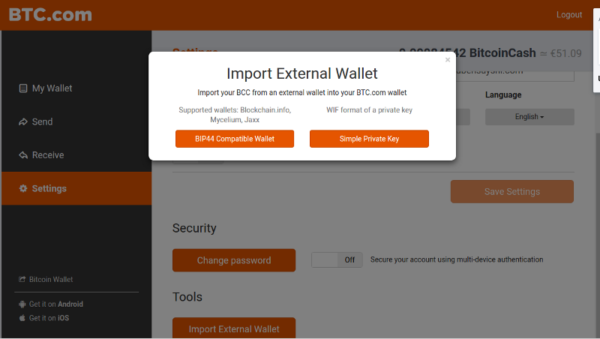 BTC.com
Logout
Settings
BitcoinCash ≈ €51.09
My Wallet
Send
Receive
Settings
Bitcoin Wallet
Get it on Android
Get it on iOS
×
Import External Wallet
Import your BCC from an external wallet into your BTC.com wallet
Supported wallets: Blockchain.info,
Mycelium, Jaxx
BIP44 Compatible Wallet
WIF format of a private key
Simple Private Key
Language
English
Save Settings
Security
Change password
Off
Secure your account using multi-device authentication
Tools
Import External Wallet